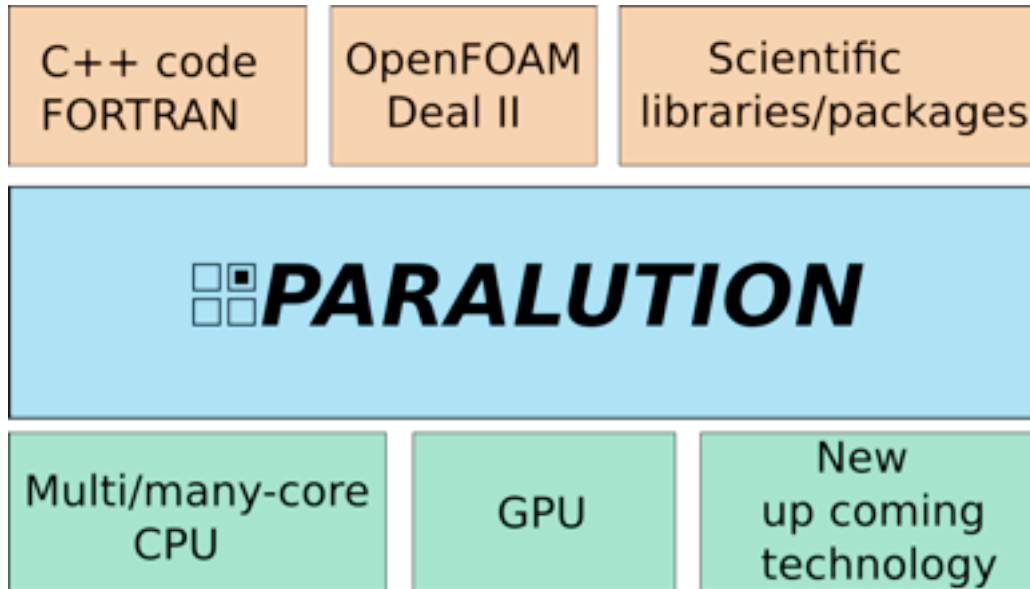 C++ code
FORTRAN
OpenFOAM
Deal II
Scientific
libraries/packages
PARALUTION
Multi/many-core
CPU
GPU
New
up coming
technology